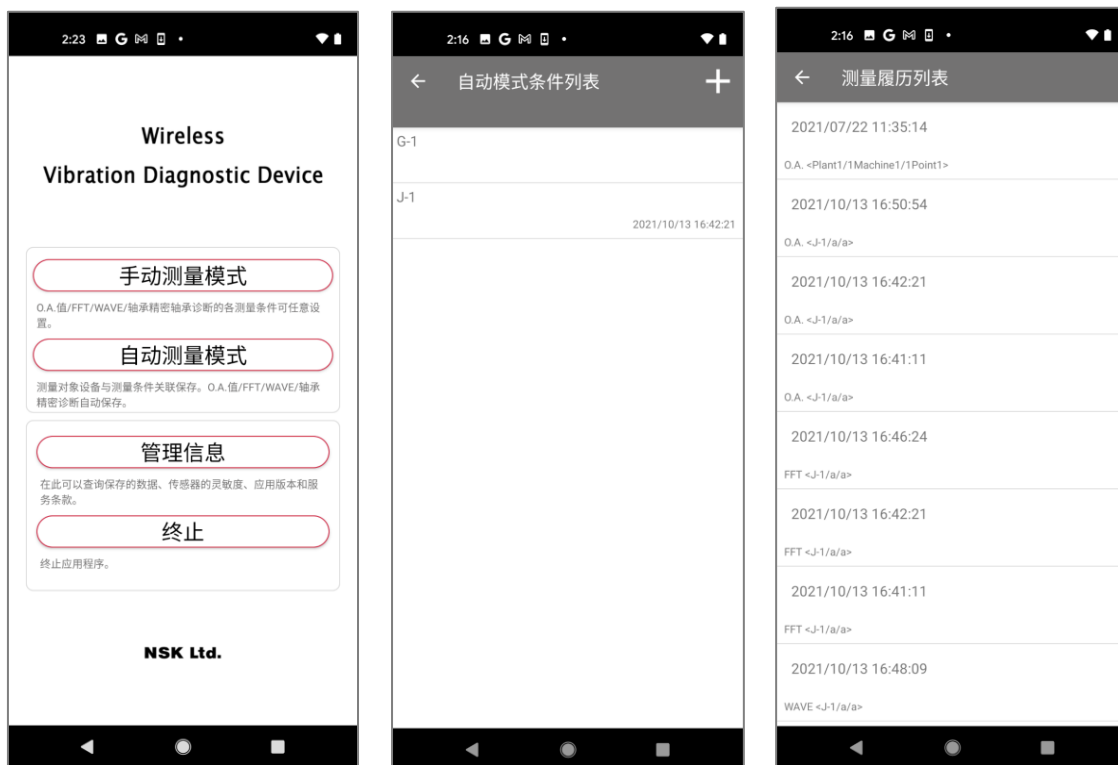 2:23
Wireless
Vibration Diagnostic Device
手动测量模式
O.A.值/FFT/WAVE/轴承精密轴承诊断的各测量条件可任意设
置。
自动测量模式
测量对象设备与测量条件关联保存。O.A.值/FFT/WAVE/轴承
精密诊断自动保存。
管理信息
在此可以查询保存的数据、传感器的灵敏度、应用版本和服
务条款。
终止
终止应用程序。
NSK Ltd.
2:16
自动模式条件列表
G-1
J-1
2021/10/13 16:42:21
2:16
测量履历列表
2021/07/22 11:35:14
O.A. <Plant1/1Machine1/1Point1>
2021/10/13 16:50:54
O.A. <J-1/a/a>
2021/10/13 16:42:21
O.A. <J-1/a/a>
2021/10/13 16:41:11
O.A. <J-1/a/a>
2021/10/13 16:46:24
FFT <J-1/a/a>
2021/10/13 16:42:21
FFT <J-1/a/a>
2021/10/13 16:41:11
FFT <J-1/a/a>
2021/10/13 16:48:09
WAVE <J-1/a/a>